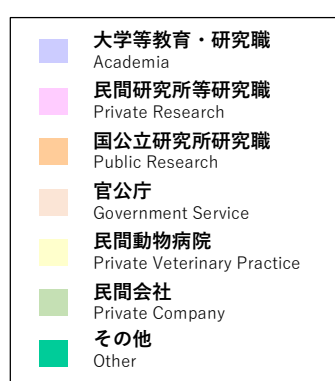 大学等教育・研究職
Academia
民間研究所等研究職
Private Research
国公立研究所研究職
Public Research
官公庁
Government Service
民間動物病院
Private Veterinary Practice
民間会社
Private Company
その他
Other